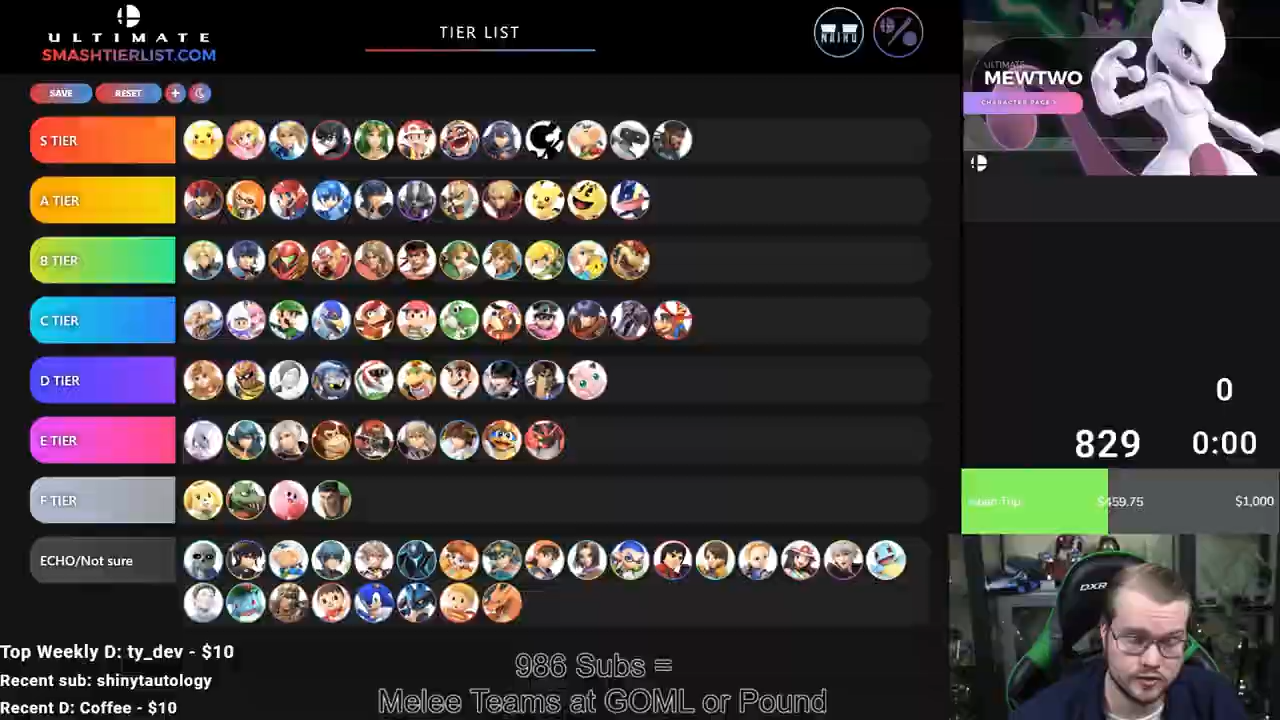 ULTIMATE
SMASHTIERLIST.COM
TIER LIST
NAIRO
SAVE
RESET
+
S TIER
A TIER
B TIER
C TIER
D TIER
E TIER
F TIER
ECHO/Not sure
ULTIMATE
MEWTWO
CHARACTER PAGE >
0
829
0:00
$459.75
$1,000
DXR
Top Weekly D: ty_dev - $10
Recent sub: shinytautology
Recent D: Coffee - $10
986 Subs =
Melee Teams at GOML or Pound